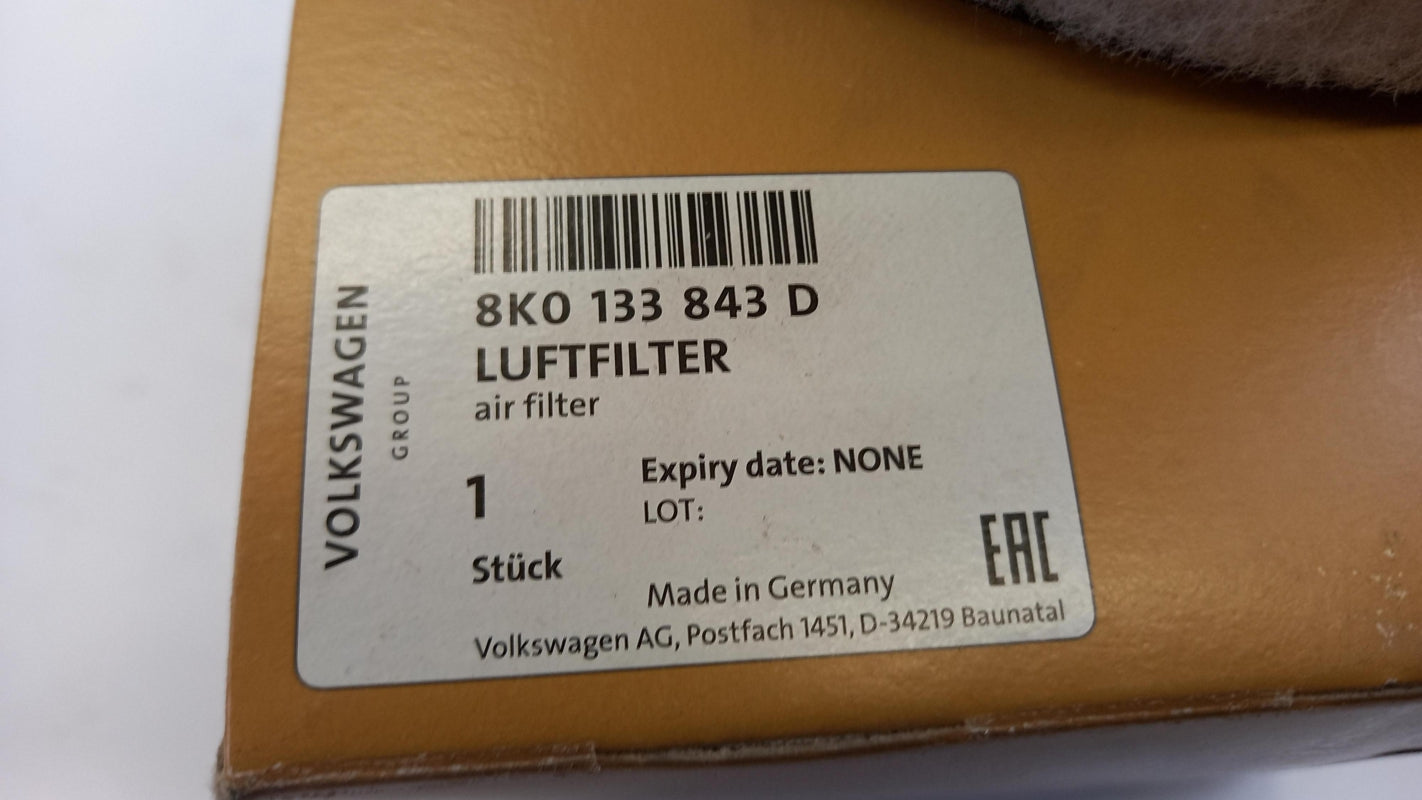 VOLKSWAGEN
GROUP
8K0 133 843 D
LUFTFILTER
air filter
1
Stück
Expiry date: NONE
LOT:
Made in Germany
EAC
Volkswagen AG, Postfach 1451, D-34219 Baunatal